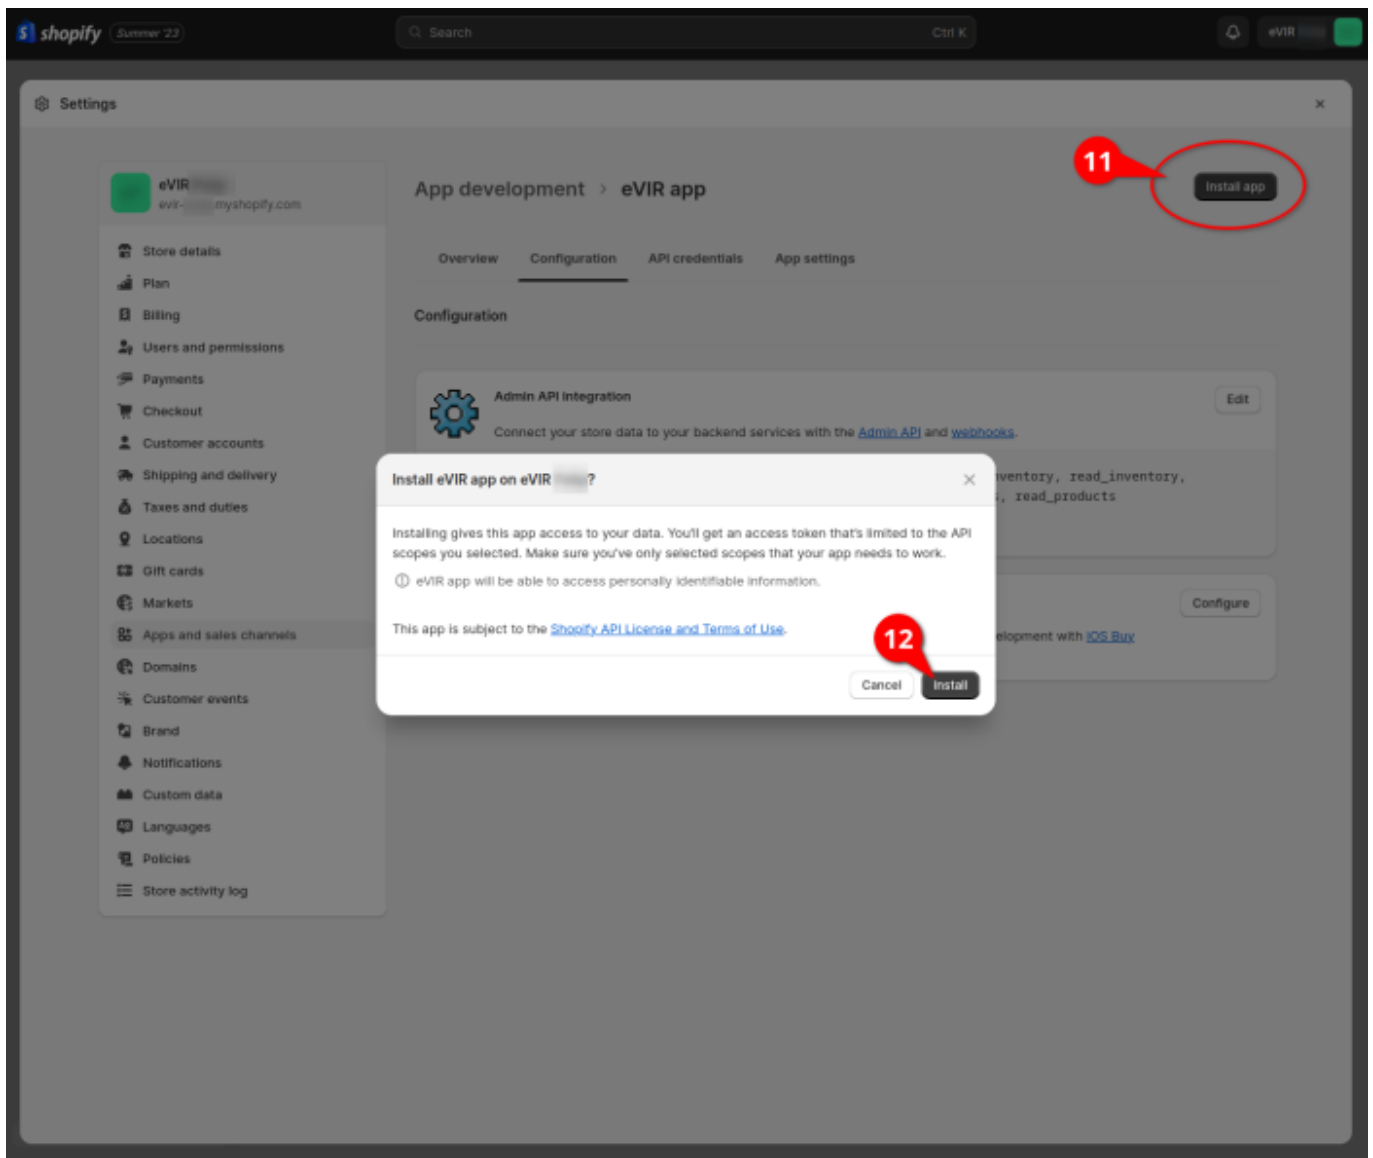 shopify Summer '23
Search Ctrl K
eVIR
Settings
eVIR
evir- myshopify.com
Store details
Plan
Billing
Users and permissions
Payments
Checkout
Customer accounts
Shipping and delivery
Taxes and duties
Locations
Gift cards
Markets
Apps and sales channels
Domains
Customer events
Brand
Notifications
Custom data
Languages
Policies
Store activity log
App development › eVIR app
11
Install app
Overview Configuration API credentials App settings
Configuration
Admin API integration
Edit
Connect your store data to your backend services with the Admin API and webhooks.
read_inventory,
, read_products
Configure
with iOS Buy
Install eVIR app on eVIR ?
Installing gives this app access to your data. You'll get an access token that's limited to the API
scopes you selected. Make sure you've only selected scopes that your app needs to work.
eVIR app will be able to access personally identifiable information.
This app is subject to the Shopify API License and Terms of Use.
12
Cancel Install